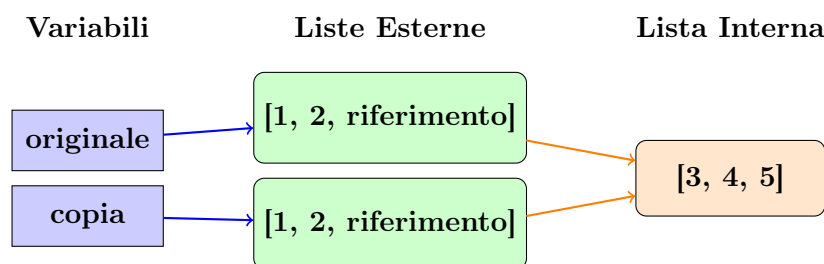 Variabili
Liste Esterne
Lista Interna
originale
[1, 2, riferimento]
[3, 4, 5]
copia
[1, 2, riferimento]